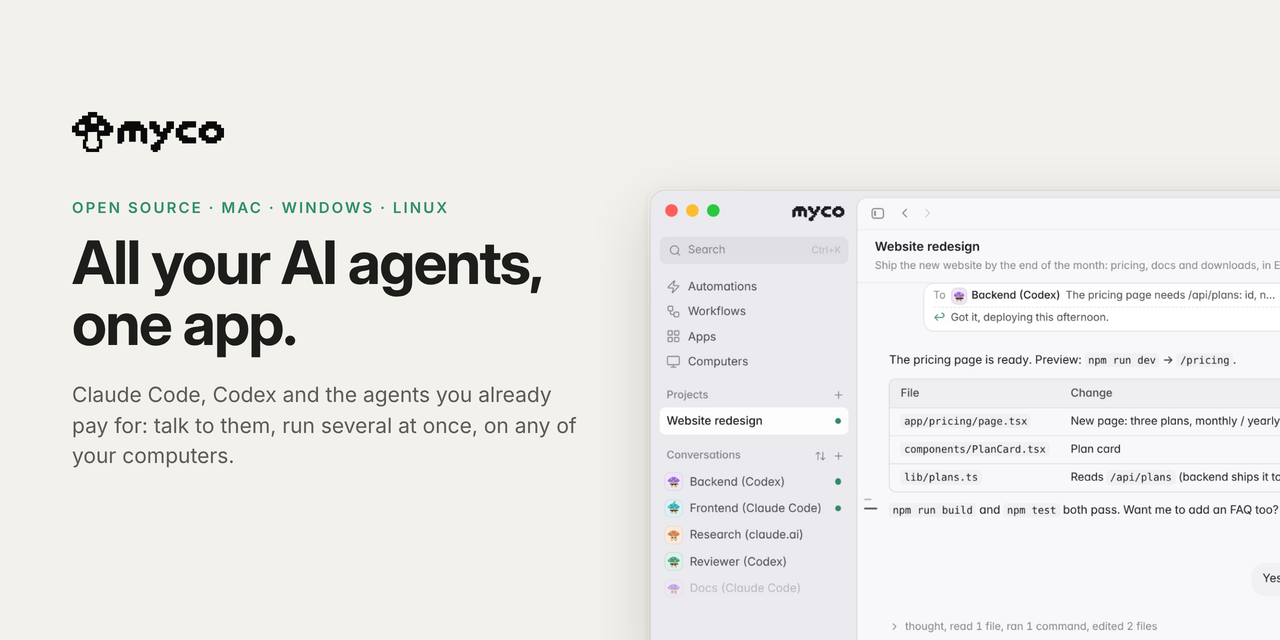 myco
OPEN SOURCE · MAC · WINDOWS · LINUX
All your AI agents,
one app.
Claude Code, Codex and the agents you already
pay for: talk to them, run several at once, on any of
your computers.
myco
Search Ctrl+K
Automations
Workflows
Apps
Computers
Projects
Website redesign
Conversations
Backend (Codex)
Frontend (Claude Code)
Research (claude.ai)
Reviewer (Codex)
Docs (Claude Code)
Website redesign
Ship the new website by the end of the month: pricing, docs and downloads, in E
To Backend (Codex) The pricing page needs /api/plans: id, n...
Got it, deploying this afternoon.
The pricing page is ready. Preview: npm run dev → /pricing .
File Change
app/pricing/page.tsx New page: three plans, monthly / yearly
components/PlanCard.tsx Plan card
lib/plans.ts Reads /api/plans (backend ships it to
npm run build and npm test both pass. Want me to add an FAQ too?
Yes
thought, read 1 file, ran 1 command, edited 2 files